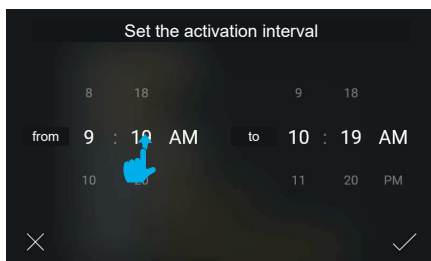 Set the activation interval
8 18 9 18
from 9 : 19 AM to 10 : 19 AM
10 20 11 20 PM